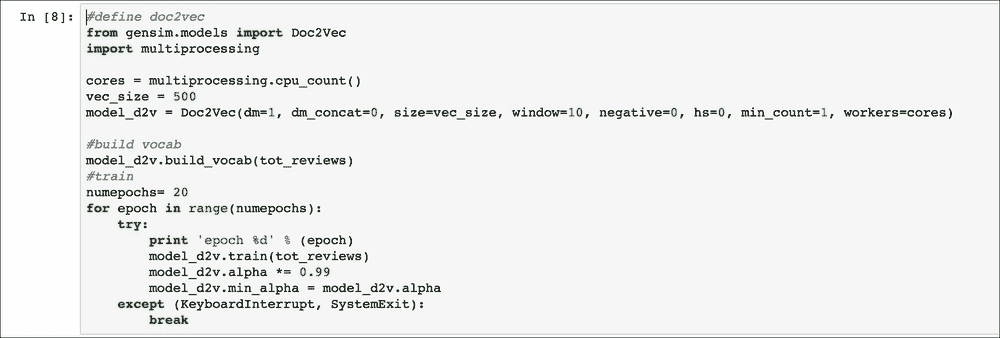 In [8]: #define doc2vec
from gensim.models import Doc2Vec
import multiprocessing

cores = multiprocessing.cpu_count()
vec_size = 500
model_d2v = Doc2Vec(dm=1, dm_concat=0, size=vec_size, window=10, negative=0, hs=0, min_count=1, workers=cores)

#build vocab
model_d2v.build_vocab(tot_reviews)
#train
numepochs= 20
for epoch in range(numepochs):
    try:
        print 'epoch %d' % (epoch)
        model_d2v.train(tot_reviews)
        model_d2v.alpha *= 0.99
        model_d2v.min_alpha = model_d2v.alpha
    except (KeyboardInterrupt, SystemExit):
        break